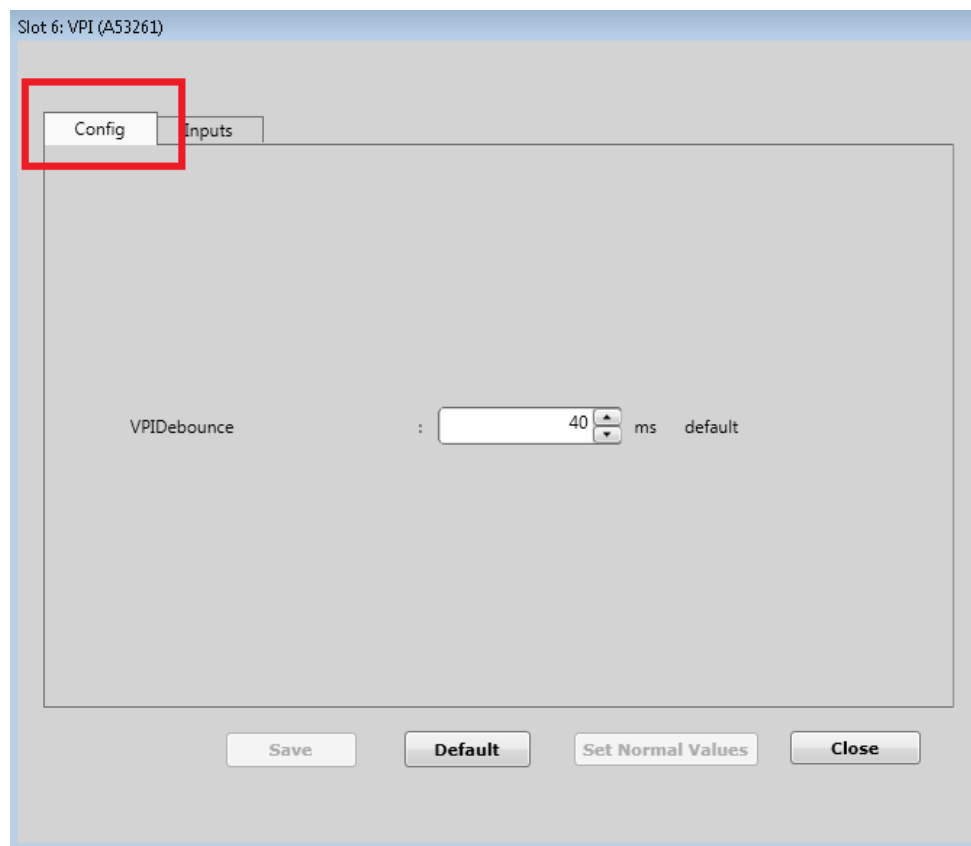 Slot 6: VPI (A53261)
Config Inputs
VPIDebounce : 40 ms default
Save Default Set Normal Values Close